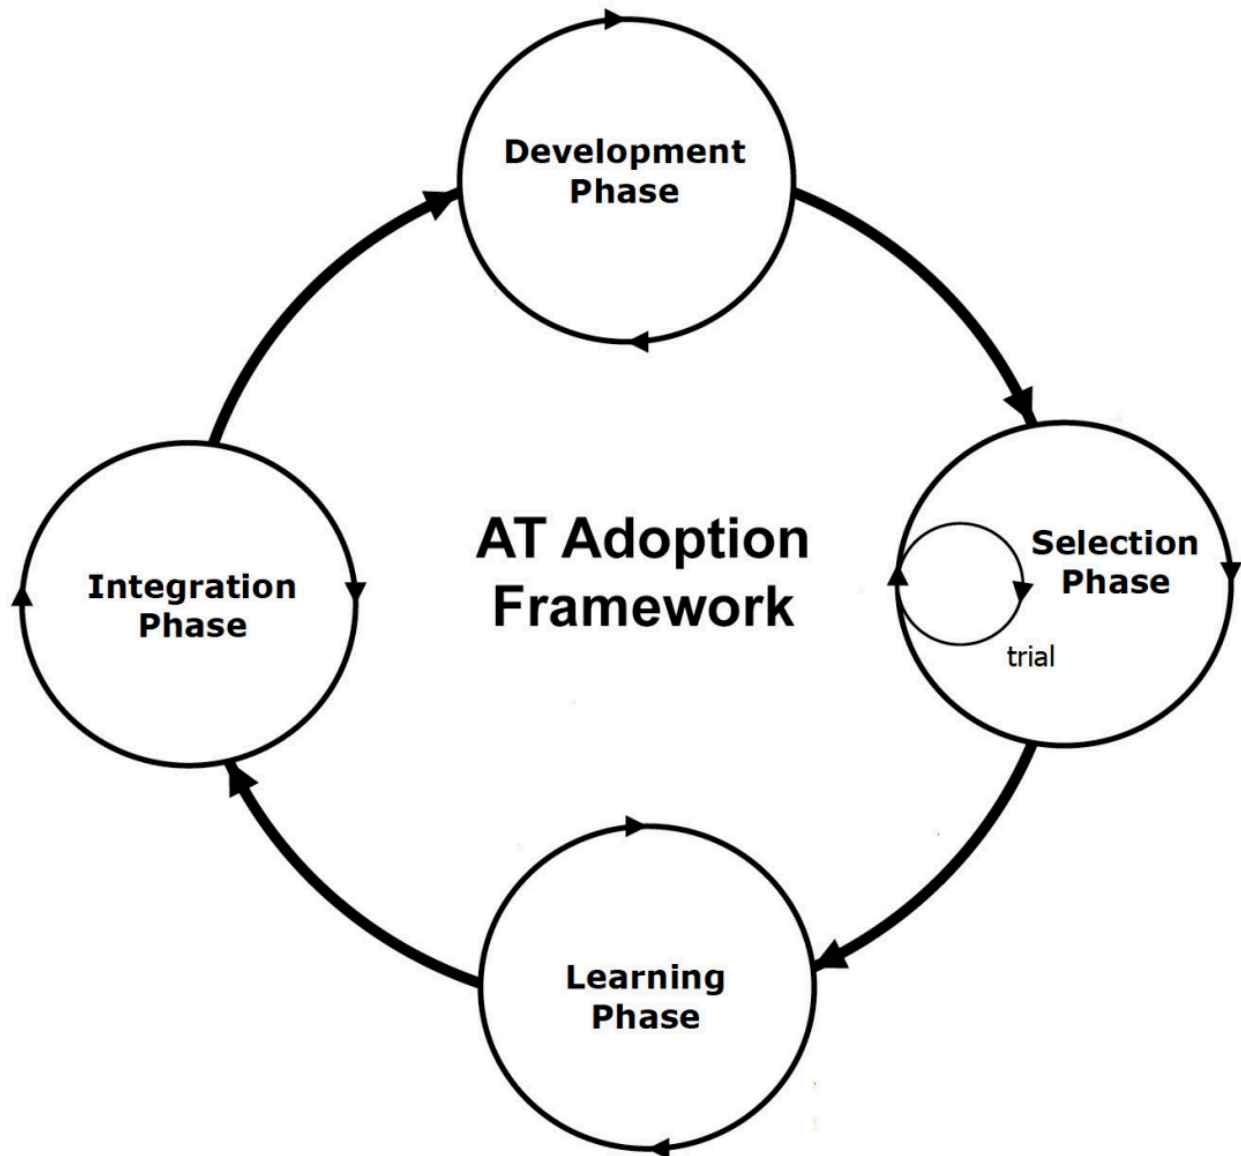 Development
Phase
AT Adoption
Framework
Selection
Phase
trial
Integration
Phase
Learning
Phase